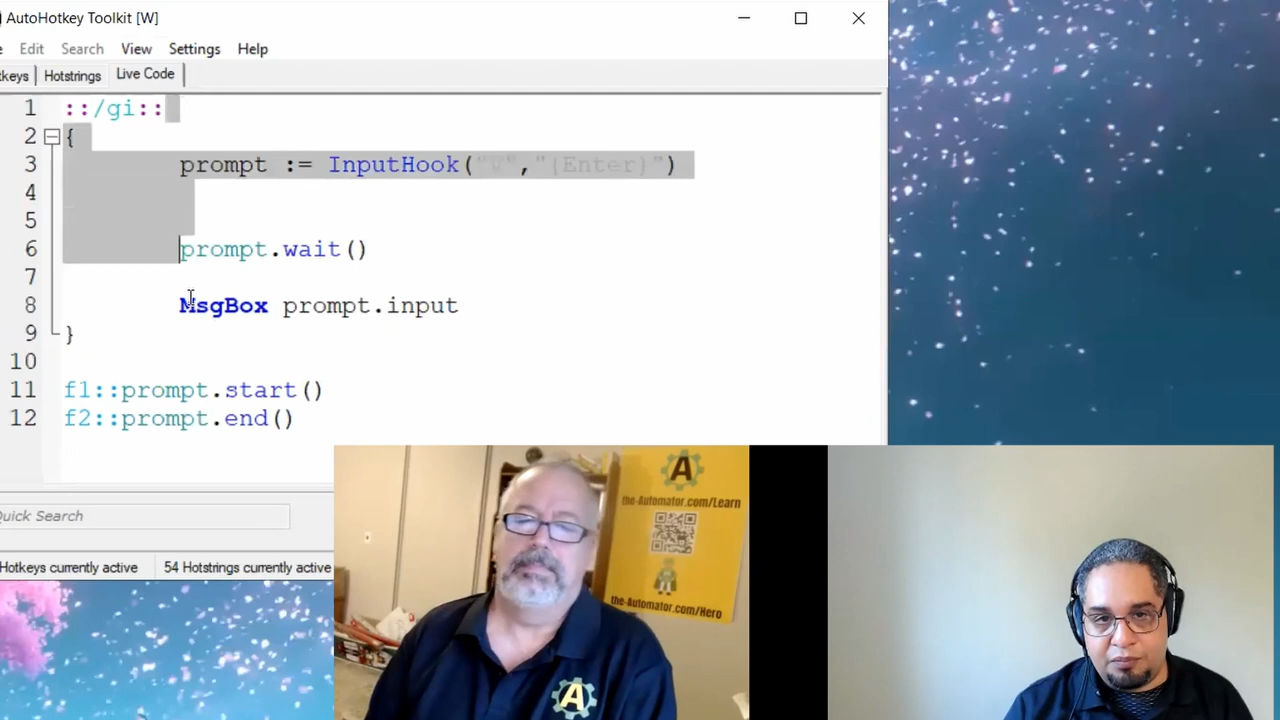 AutoHotkey Toolkit [W]
Edit Search View Settings Help
tkeys Hotstrings Live Code
1 ::/gi::
2 {
3 prompt := InputHook("V","{Enter}")
4
5
6 prompt.wait()
7
8 MsgBox prompt.input
9 }
10
11 f1::prompt.start()
12 f2::prompt.end()
Quick Search
Hotkeys currently active 54 Hotstrings currently active
A
the-Automator.com/Learn
the-Automator.com/Hero
A